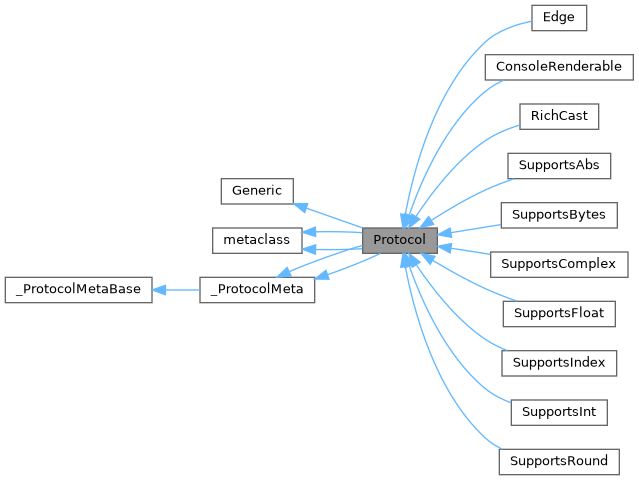 Edge
ConsoleRenderable
RichCast
SupportsAbs
Generic
SupportsBytes
metaclass
Protocol
SupportsComplex
_ProtocolMetaBase
_ProtocolMeta
SupportsFloat
SupportsIndex
SupportsInt
SupportsRound